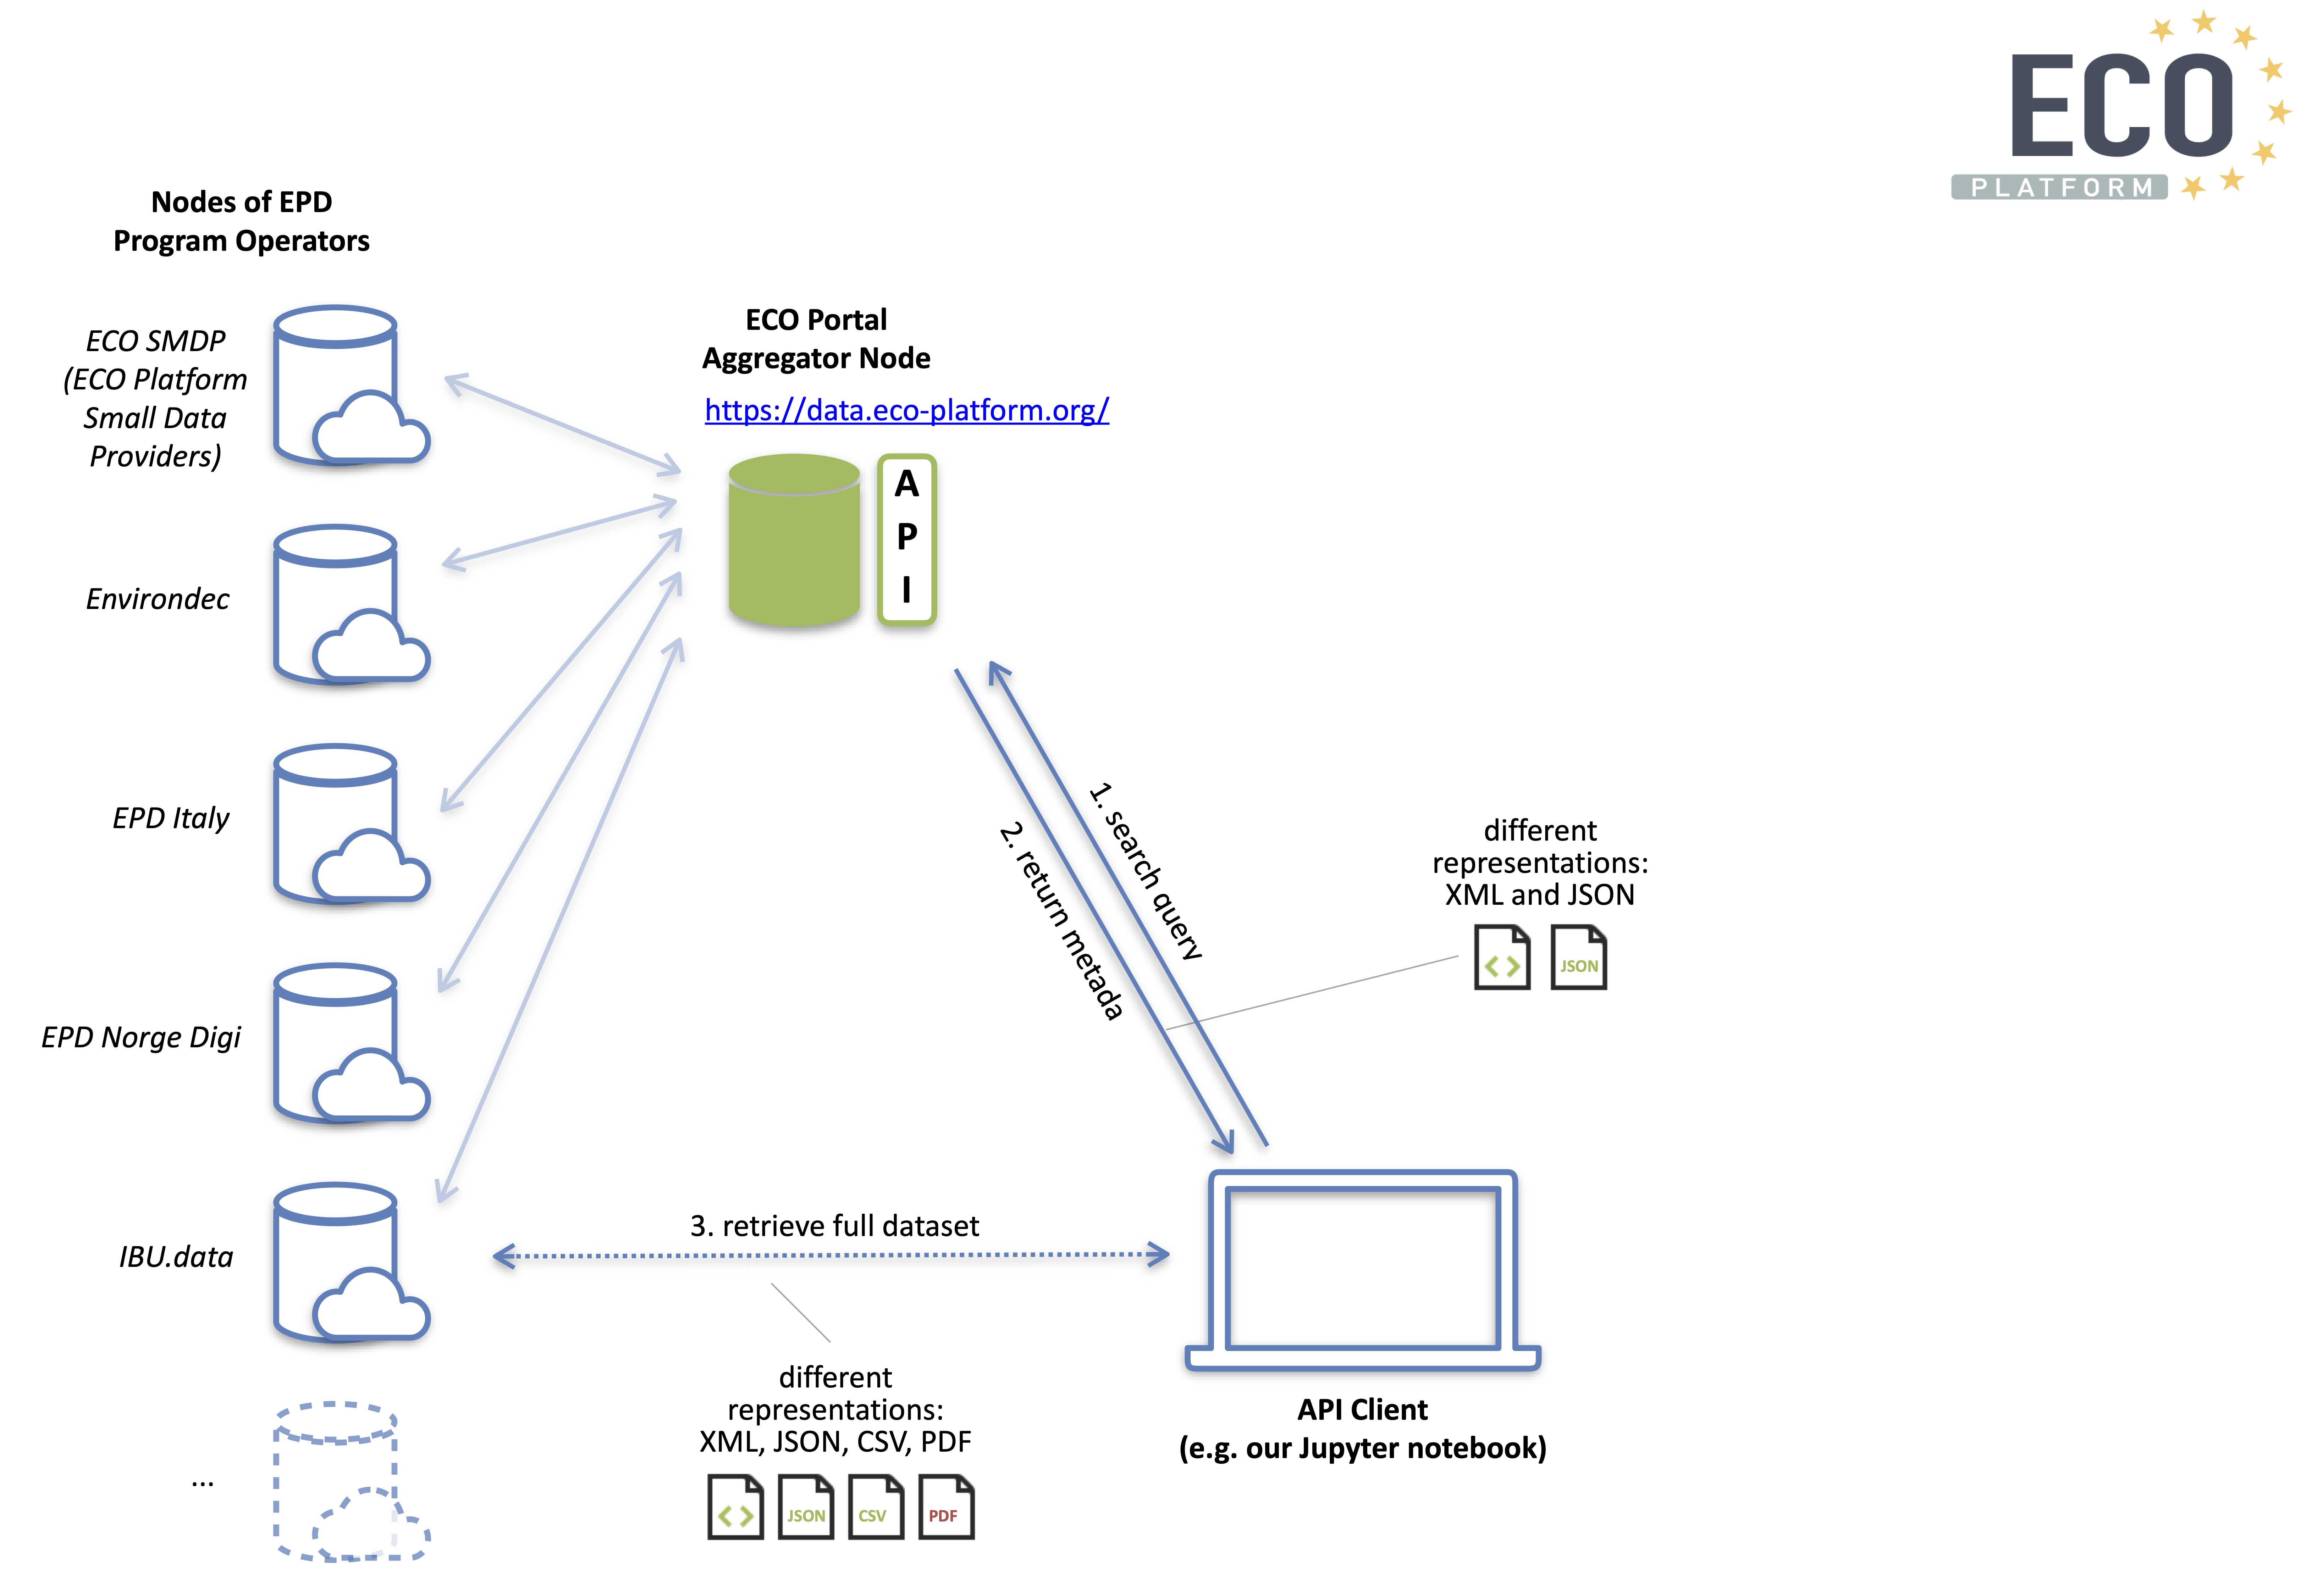 ECO
PLATFORM
Nodes of EPD
Program Operators
ECO SMDP
(ECO Platform
Small Data
Providers)
Environdec
EPD Italy
EPD Norge Digi
IBU.data
...
ECO Portal
Aggregator Node
https://data.eco-platform.org/
A
P
I
1. search query
2. return metada
different
representations:
XML and JSON
JSON
3. retrieve full dataset
different
representations:
XML, JSON, CSV, PDF
JSON
CSV
PDF
API Client
(e.g. our Jupyter notebook)